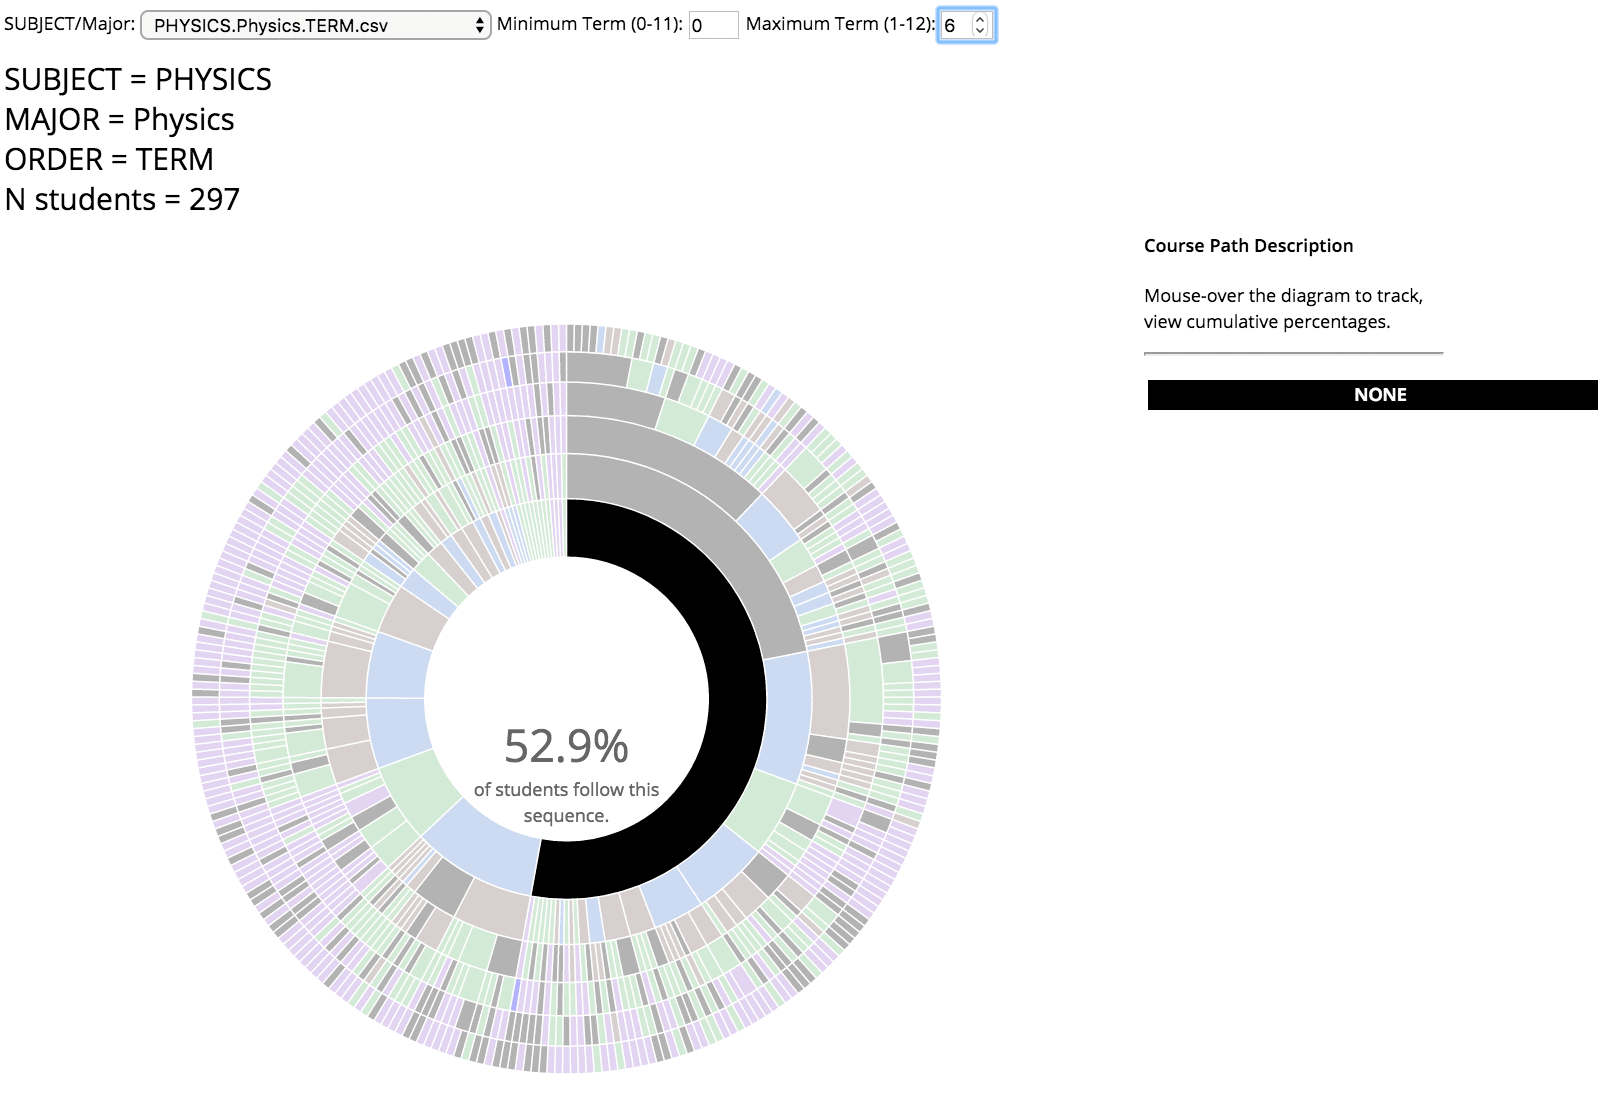 SUBJECT/Major: PHYSICS.Physics.TERM.csv Minimum Term (0-11): 0 Maximum Term (1-12): 6
SUBJECT = PHYSICS
MAJOR = Physics
ORDER = TERM
N students = 297
Course Path Description
Mouse-over the diagram to track,
view cumulative percentages.
NONE
52.9%
of students follow this
sequence.